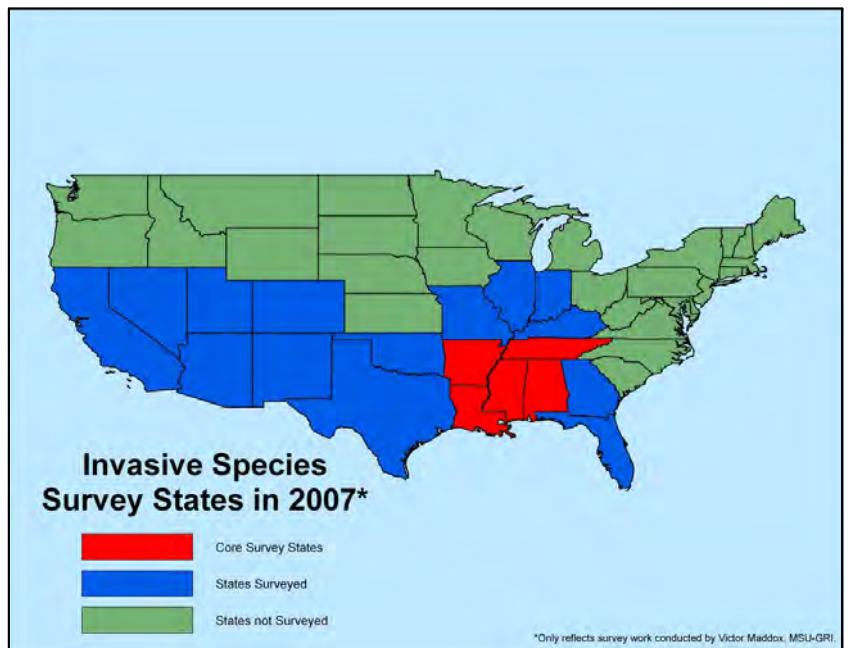 Invasive Species
Survey States in 2007*
Core Survey States
States Surveyed
States not Surveyed
*Only reflects survey work conducted by Victor Maddox, MSU-GRI.